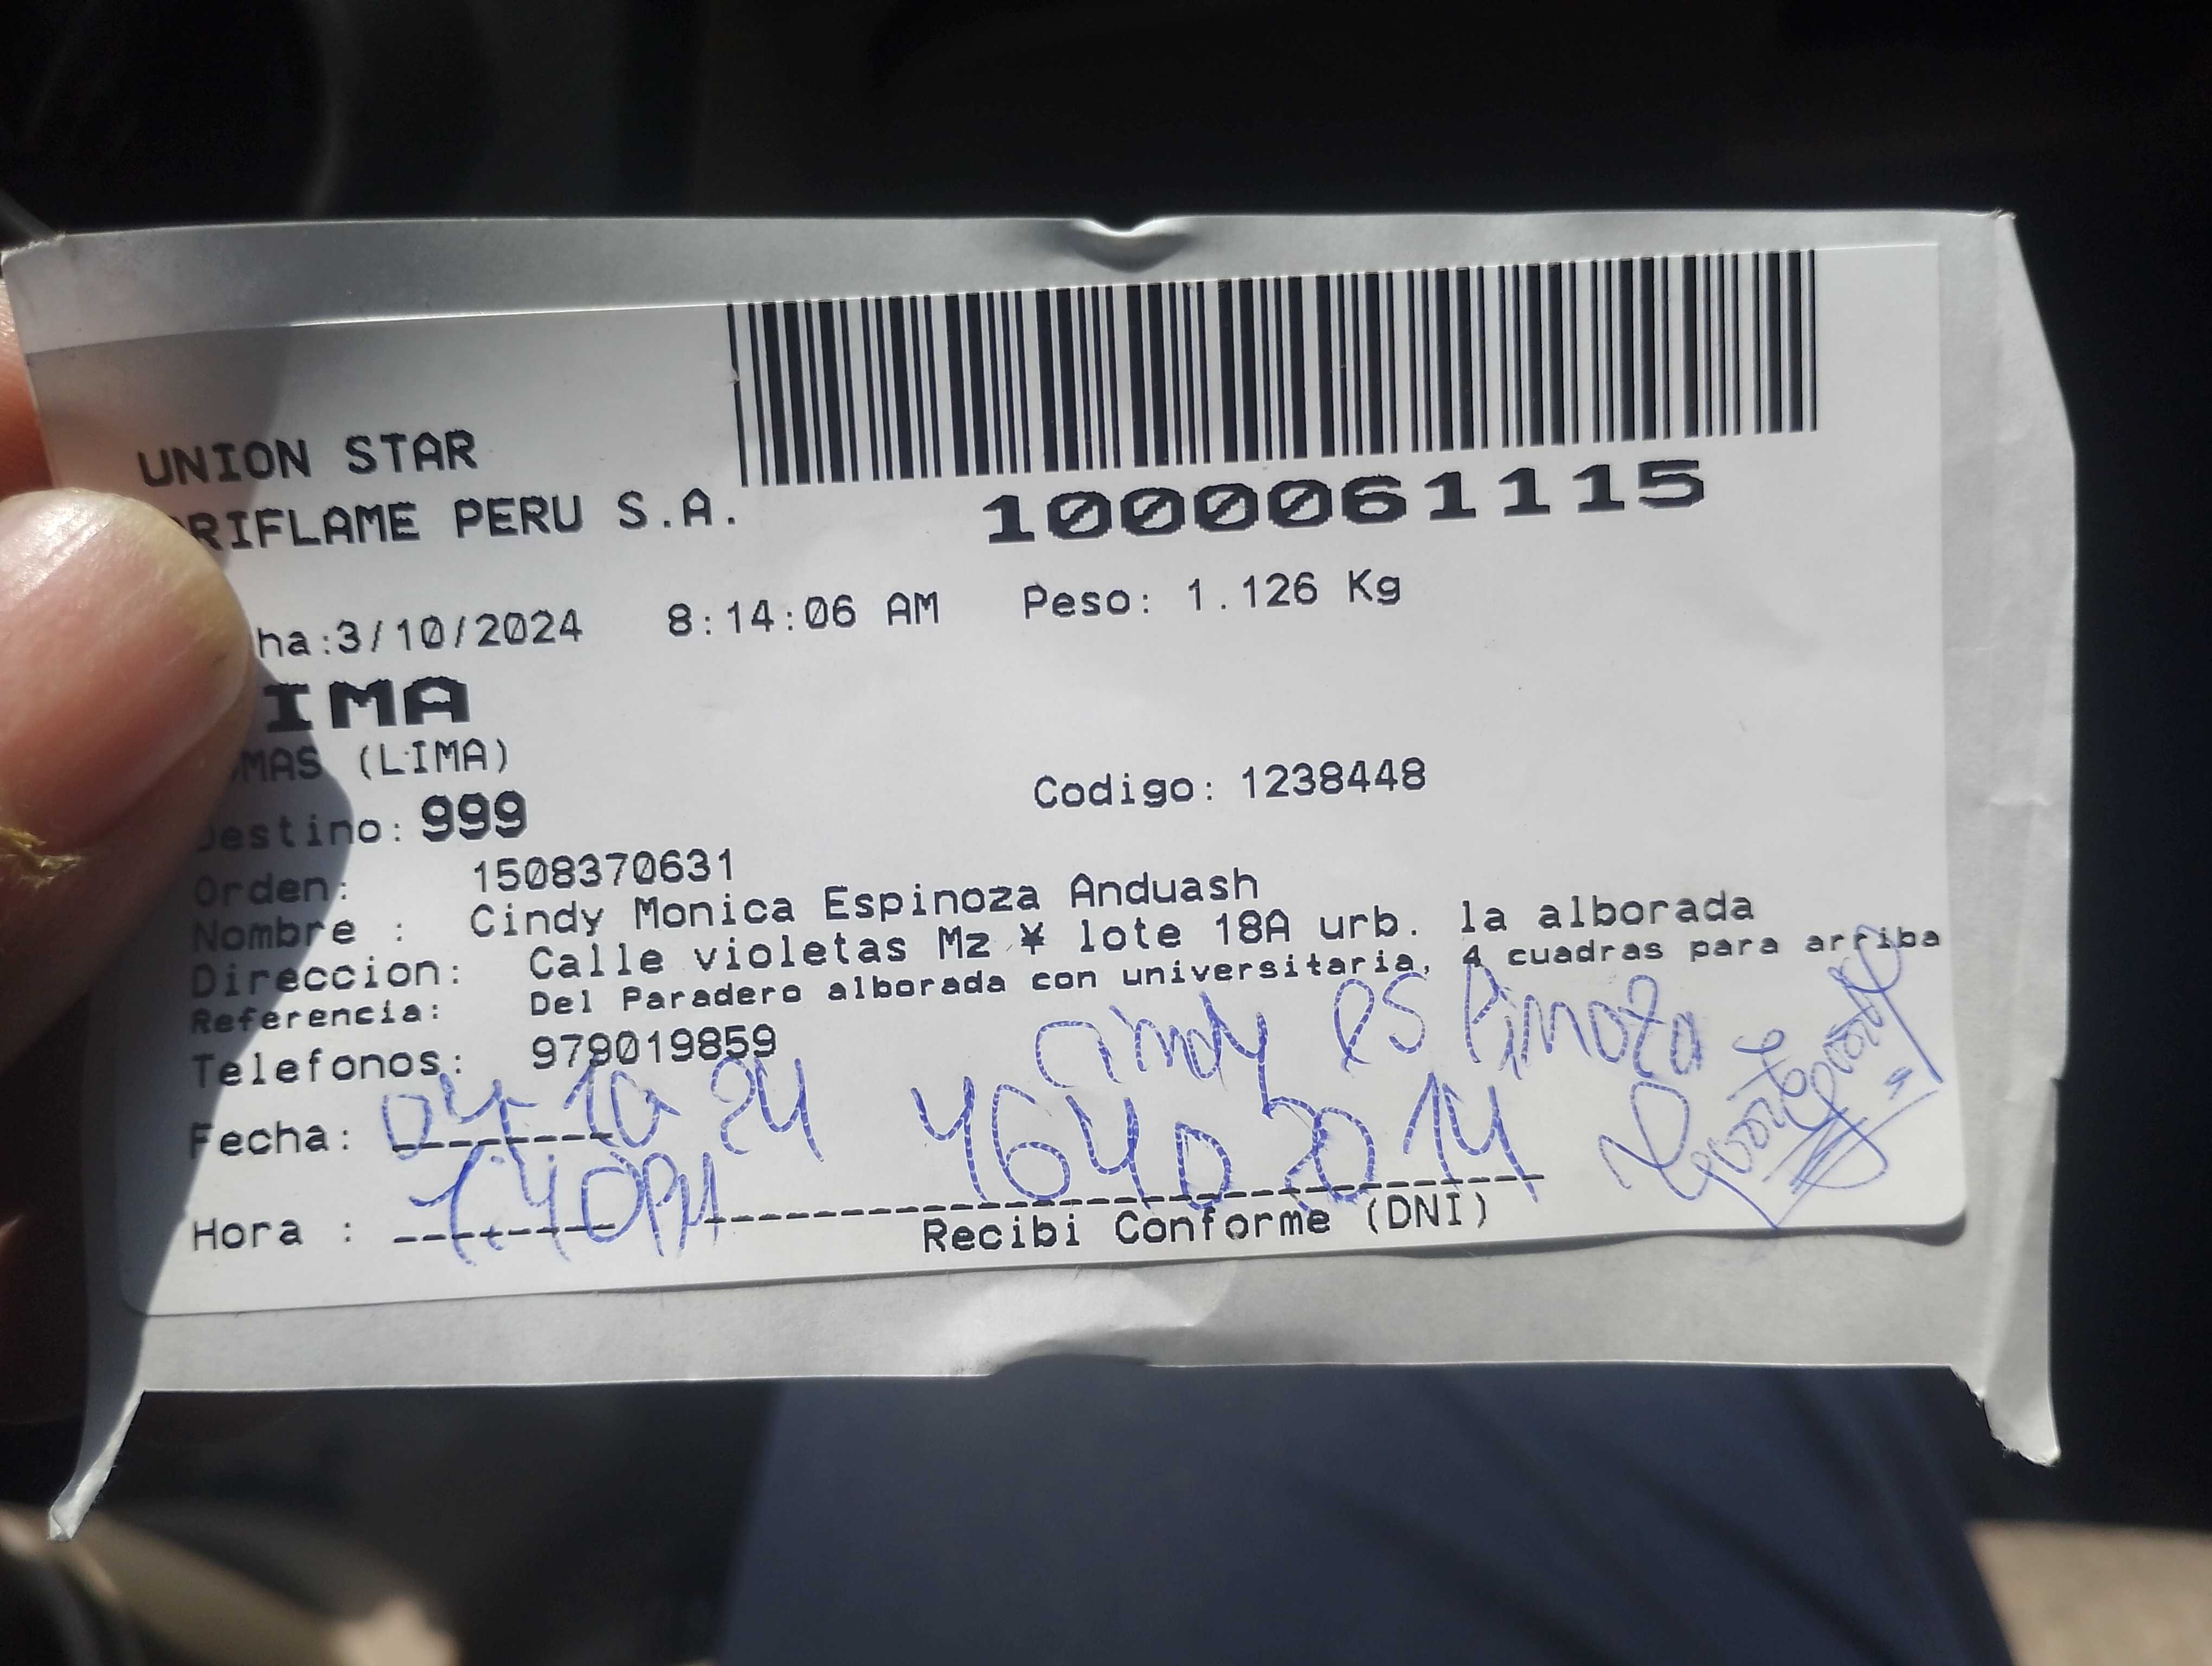 UNION STAR
RIFLAME PERU S.A.
1000061115
ha:3/10/2024 8:14:06 AM Peso: 1.126 Kg
IMA
MAS (LIMA)
Codigo: 1238448
estino: 999
Orden: 1508370631
Nombre : Cindy Monica Espinoza Anduash
Direccion: Calle violetas Mz ¥ lote 18A urb. la alborada
Referencia: Del Paradero alborada con universitaria, 4 cuadras para arriba
Telefonos: 979019859
Cindy esPinoza
Fecha: 04-10-24 46402014
Hora : 1:40PM
Recibi Conforme (DNI)